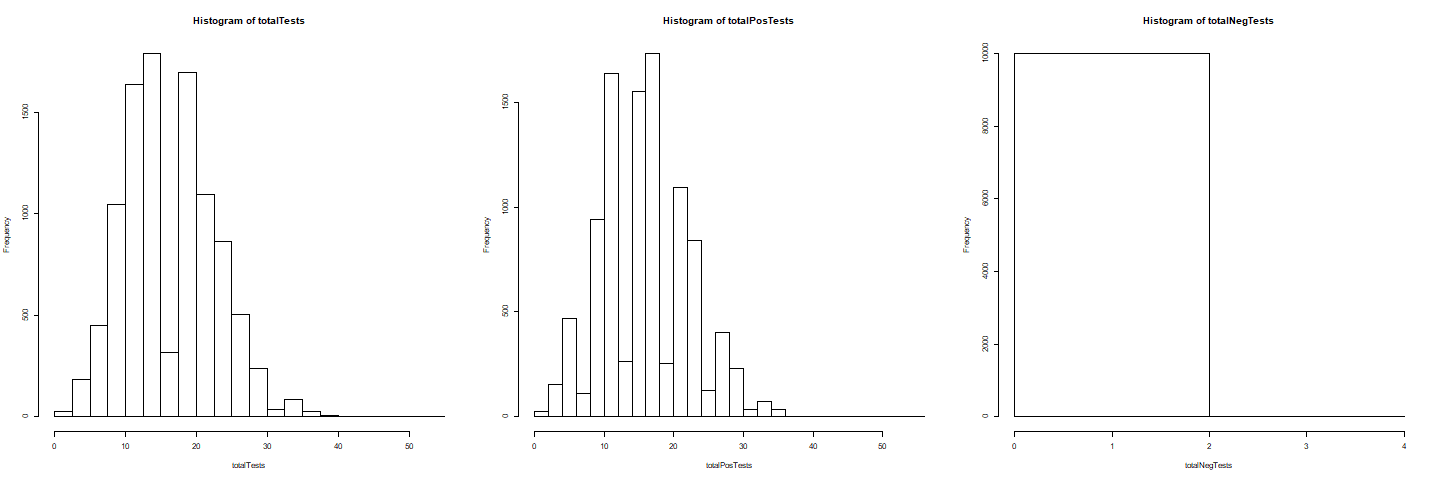 Histogram of totalTests
Frequency
1500
1000
500
0
0 10 20 30 40 50
totalTests
Histogram of totalPosTests
Frequency
1500
1000
500
0
0 10 20 30 40 50
totalPosTests
Histogram of totalNegTests
Frequency
10000
8000
6000
4000
2000
0
0 1 2 3 4
totalNegTests